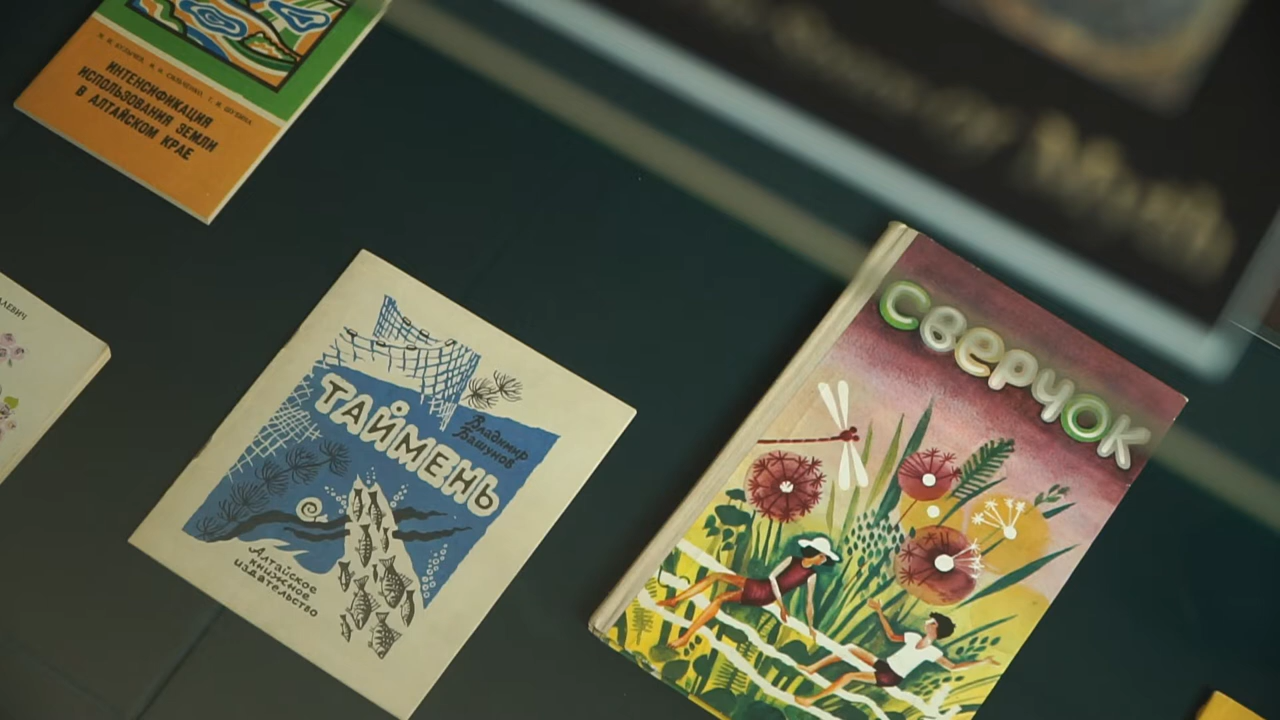 ИНТЕНСИФИКАЦИЯ
ИСПОЛЬЗОВАНИЯ ЗЕМЛИ
В АЛТАЙСКОМ КРАЕ
ТАЙМЕНЬ
Владимир
Башунов
Алтайское
книжное
издательство
сверчок